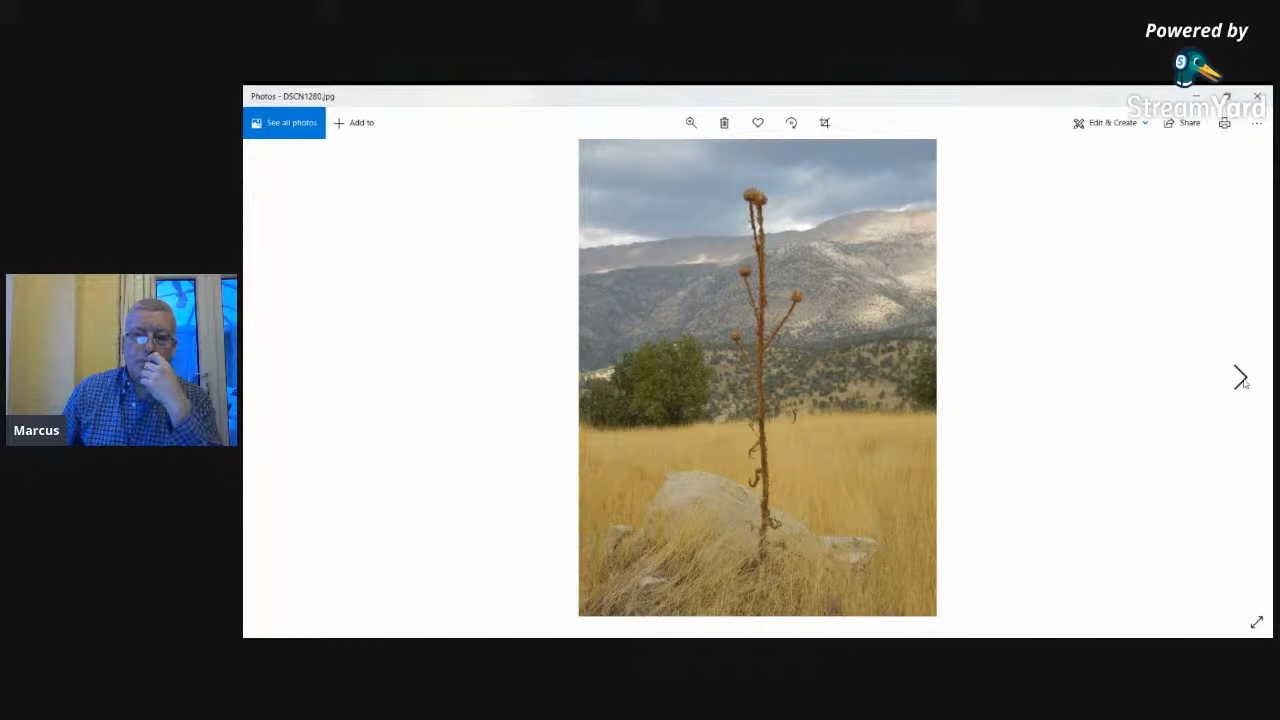 Powered by
StreamYard
Photos - DSCN1280.jpg
See all photos
Add to
Edit & Create
Share
Marcus